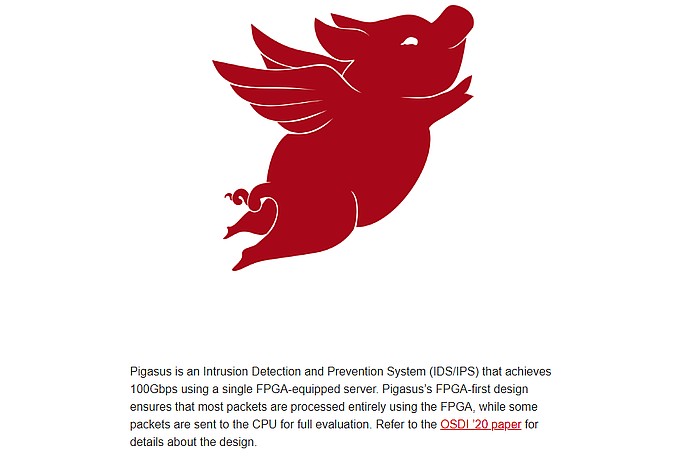 Pigasus is an Intrusion Detection and Prevention System (IDS/IPS) that achieves
100Gbps using a single FPGA-equipped server. Pigasus’s FPGA-first design
ensures that most packets are processed entirely using the FPGA, while some
packets are sent to the CPU for full evaluation. Refer to the OSDI ’20 paper for
details about the design.